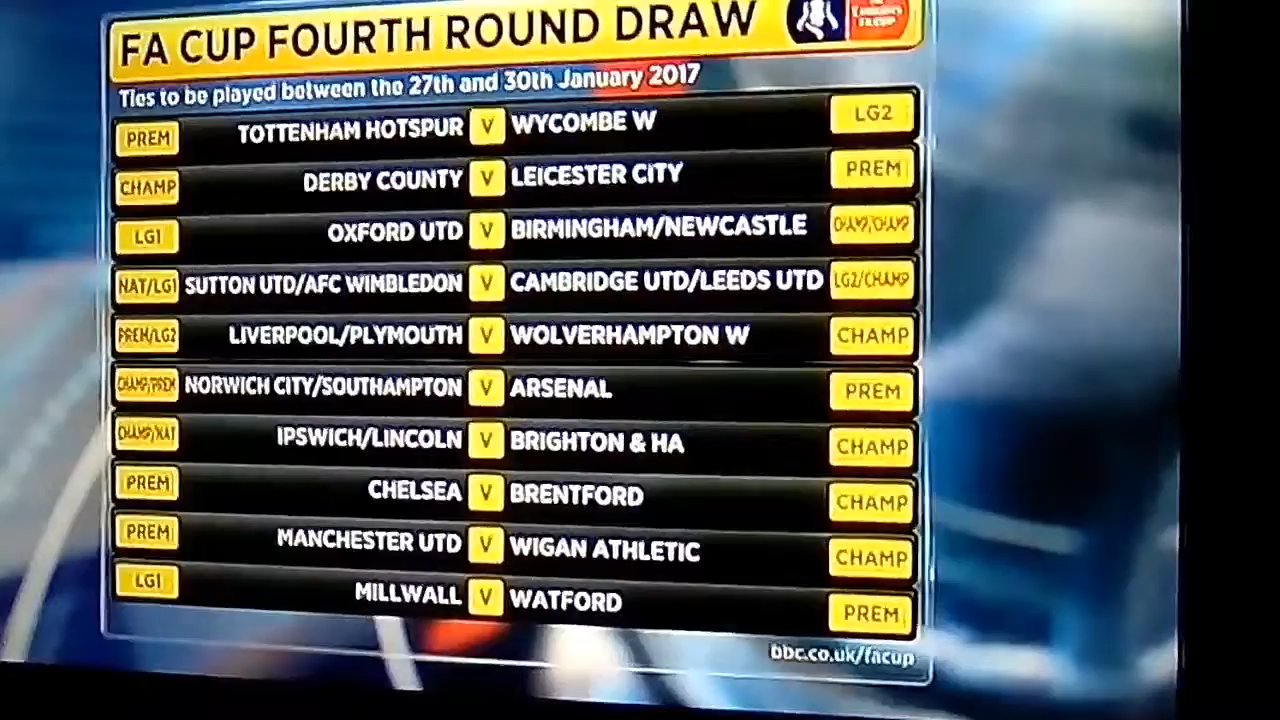 FA CUP FOURTH ROUND DRAW
Ties to be played between the 27th and 30th January 2017
PREM TOTTENHAM HOTSPUR V WYCOMBE W LG2
CHAMP DERBY COUNTY V LEICESTER CITY PREM
LG1 OXFORD UTD V BIRMINGHAM/NEWCASTLE CHAMP/CHAMP
NAT/LG1 SUTTON UTD/AFC WIMBLEDON V CAMBRIDGE UTD/LEEDS UTD LG2/CHAMP
PREM/LG2 LIVERPOOL/PLYMOUTH V WOLVERHAMPTON W CHAMP
CHAMP/PREM NORWICH CITY/SOUTHAMPTON V ARSENAL PREM
CHAMP/NAT IPSWICH/LINCOLN V BRIGHTON & HA CHAMP
PREM CHELSEA V BRENTFORD CHAMP
PREM MANCHESTER UTD V WIGAN ATHLETIC CHAMP
LG1 MILLWALL V WATFORD PREM
bbc.co.uk/facup